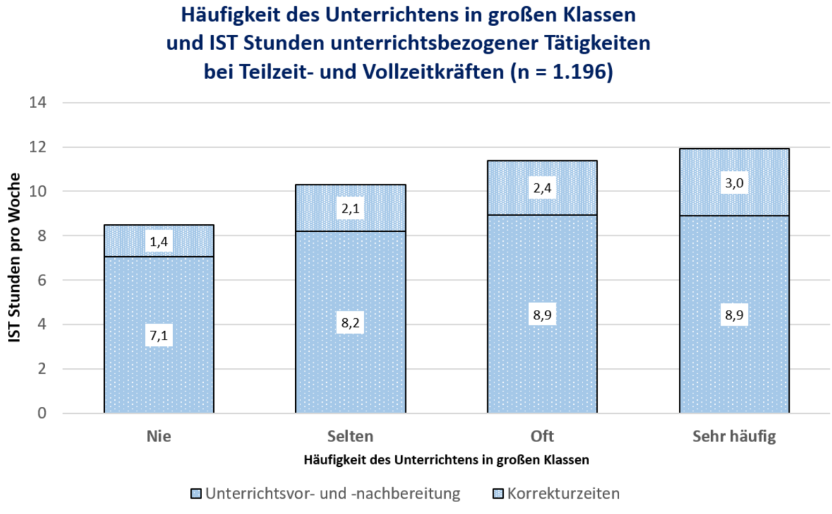 Häufigkeit des Unterrichtens in großen Klassen
und IST Stunden unterrichtsbezogener Tätigkeiten
bei Teilzeit- und Vollzeitkräften (n = 1.196)
IST Stunden pro Woche
14
12
10
8
6
4
2
0
1,4
7,1
2,1
8,2
2,4
8,9
3,0
8,9
Nie
Selten
Oft
Sehr häufig
Häufigkeit des Unterrichtens in großen Klassen
Unterrichtsvor- und -nachbereitung
Korrekturzeiten